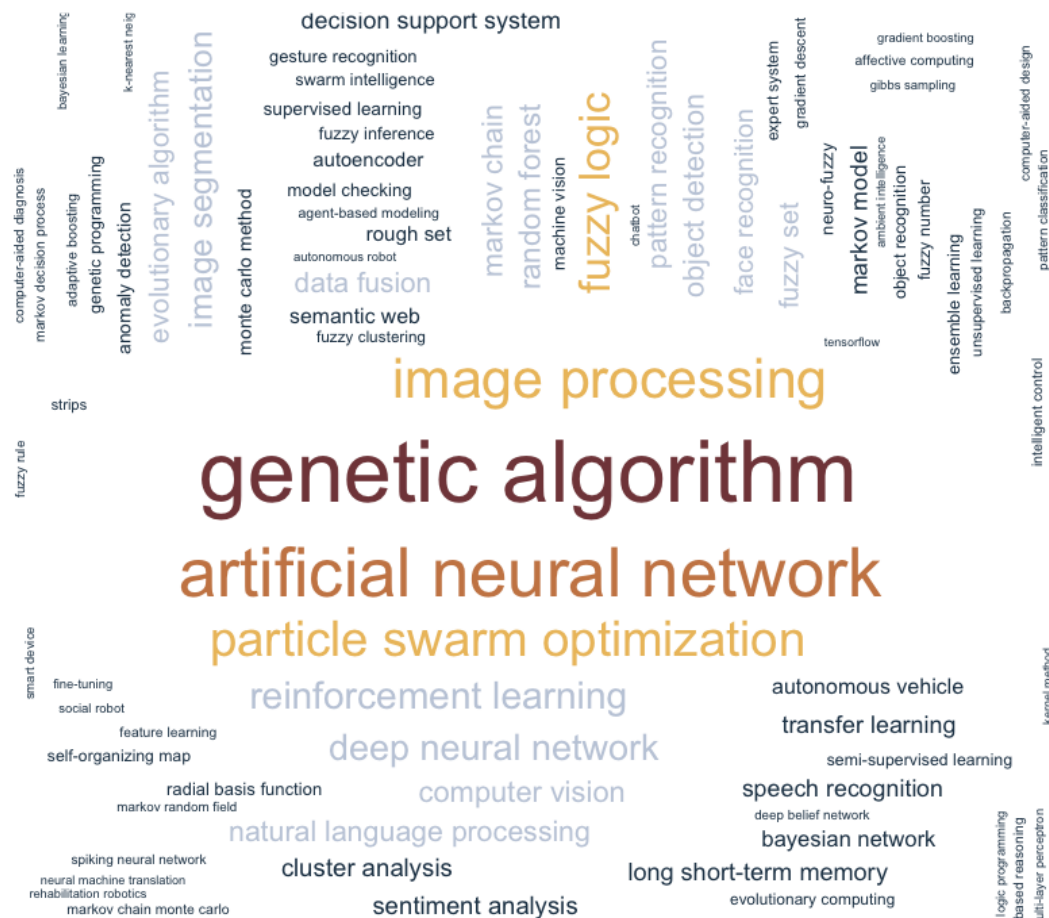 decision support system
gesture recognition
swarm intelligence
supervised learning
fuzzy inference
autoencoder
model checking
agent-based modeling
rough set
autonomous robot
data fusion
semantic web
fuzzy clustering
bayesian learning
k-nearest neig
evolutionary algorithm
image segmentation
computer-aided diagnosis
markov decision process
adaptive boosting
genetic programming
anomaly detection
monte carlo method
markov chain
random forest
machine vision
fuzzy logic
chatbot
pattern recognition
object detection
face recognition
expert system
gradient descent
fuzzy set
gradient boosting
affective computing
gibbs sampling
neuro-fuzzy
markov model
ambient intelligence
object recognition
fuzzy number
ensemble learning
unsupervised learning
backpropagation
computer-aided design
pattern classification
tensorflow
image processing
strips
intelligent control
fuzzy rule
genetic algorithm
artificial neural network
particle swarm optimization
smart device
fine-tuning
social robot
reinforcement learning
autonomous vehicle
kernel method
feature learning
transfer learning
self-organizing map
deep neural network
semi-supervised learning
radial basis function
computer vision
speech recognition
markov random field
deep belief network
natural language processing
bayesian network
logic programming
based reasoning
ulti-layer perceptron
spiking neural network
cluster analysis
long short-term memory
neural machine translation
rehabilitation robotics
markov chain monte carlo
sentiment analysis
evolutionary computing